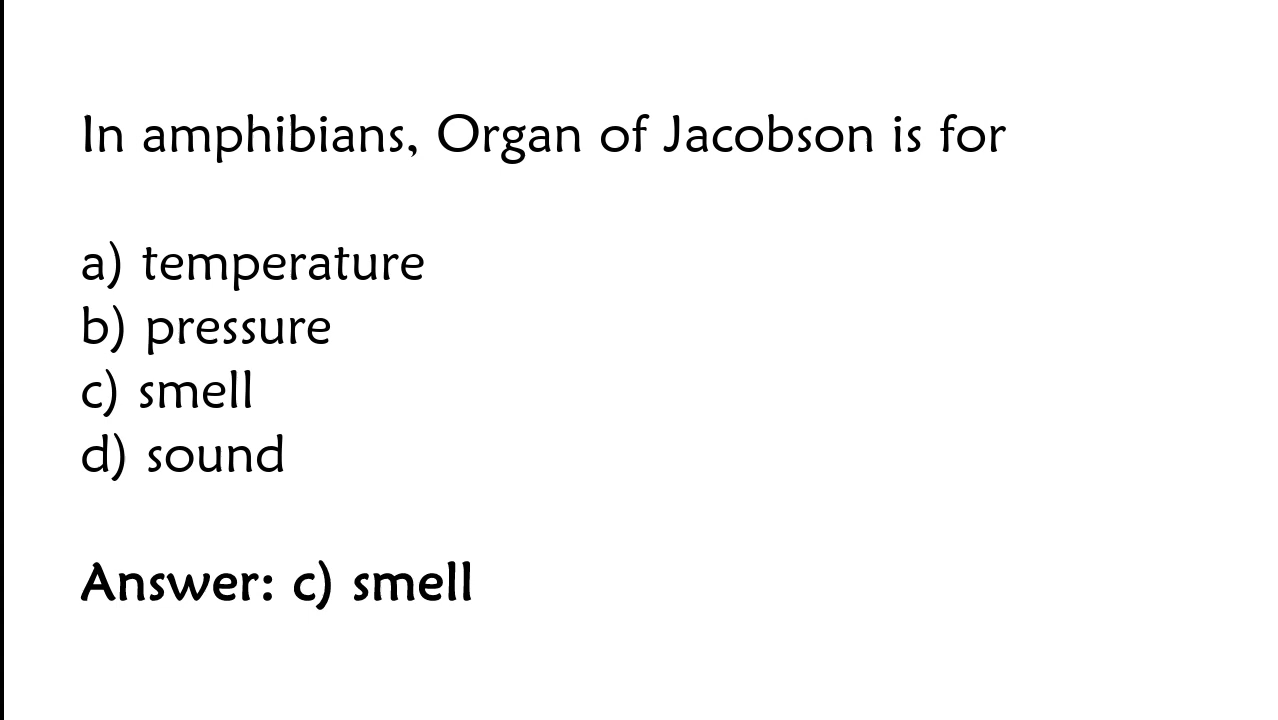 In amphibians, Organ of Jacobson is for
a) temperature
b) pressure
c) smell
d) sound
Answer: c) smell